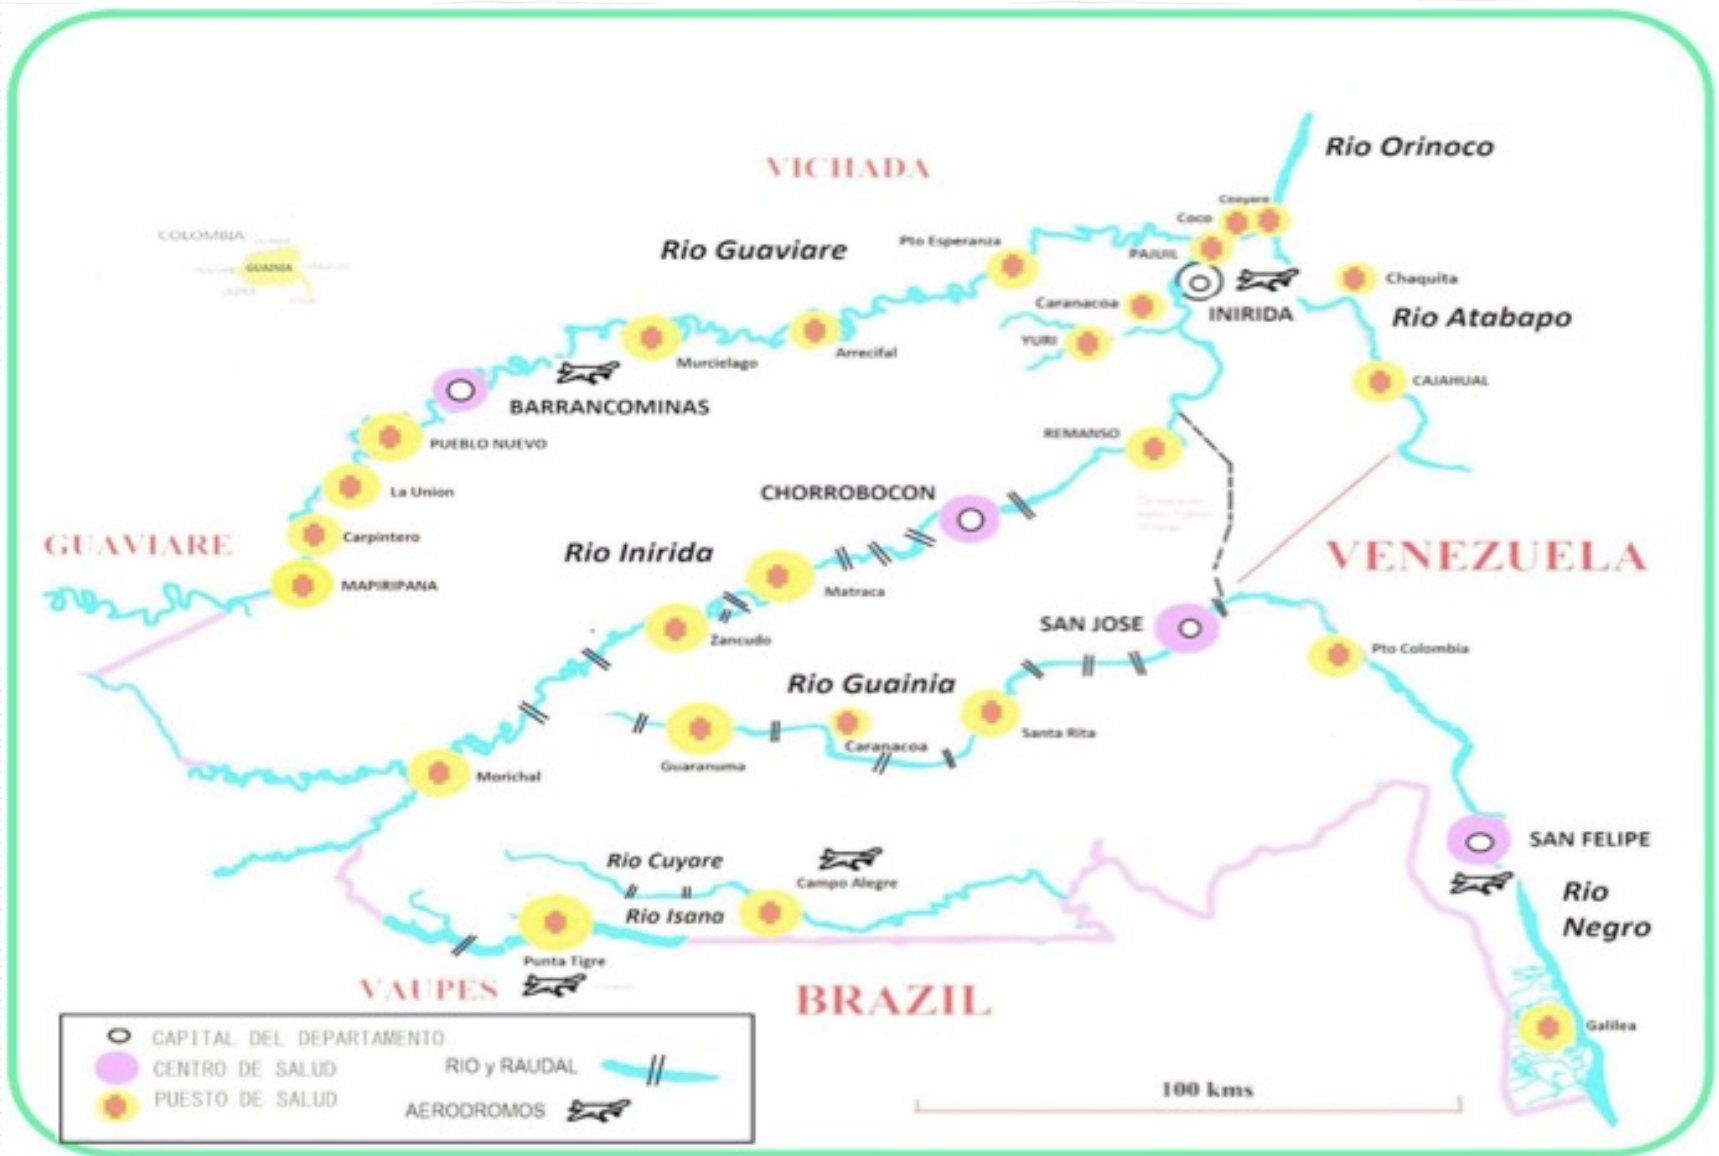 Rio Orinoco
VICHADA
Cooyare
Coco
COLOMBIA
GUAINIA
Rio Guaviare
Pto Esperanza
PAJUIL
Chaquita
Caranacoa
INIRIDA
Rio Atabapo
YURI
Murcielago
Arrecifal
CAJAHUAL
BARRANCOMINAS
PUEBLO NUEVO
REMANSO
La Union
CHORROBOCON
GUAVIARE
Carpintero
Rio Inirida
VENEZUELA
MAPIRIPANA
Matraca
Zancudo
SAN JOSE
Pto Colombia
Rio Guainia
Santa Rita
Caranacoa
Guaranuma
Morichal
SAN FELIPE
Rio Cuyare
Campo Alegre
Rio
Negro
Rio Isana
Punta Tigre
VAUPES
BRAZIL
Galilea
CAPITAL DEL DEPARTAMENTO
CENTRO DE SALUD
RIO y RAUDAL
PUESTO DE SALUD
AERODROMOS
100 kms